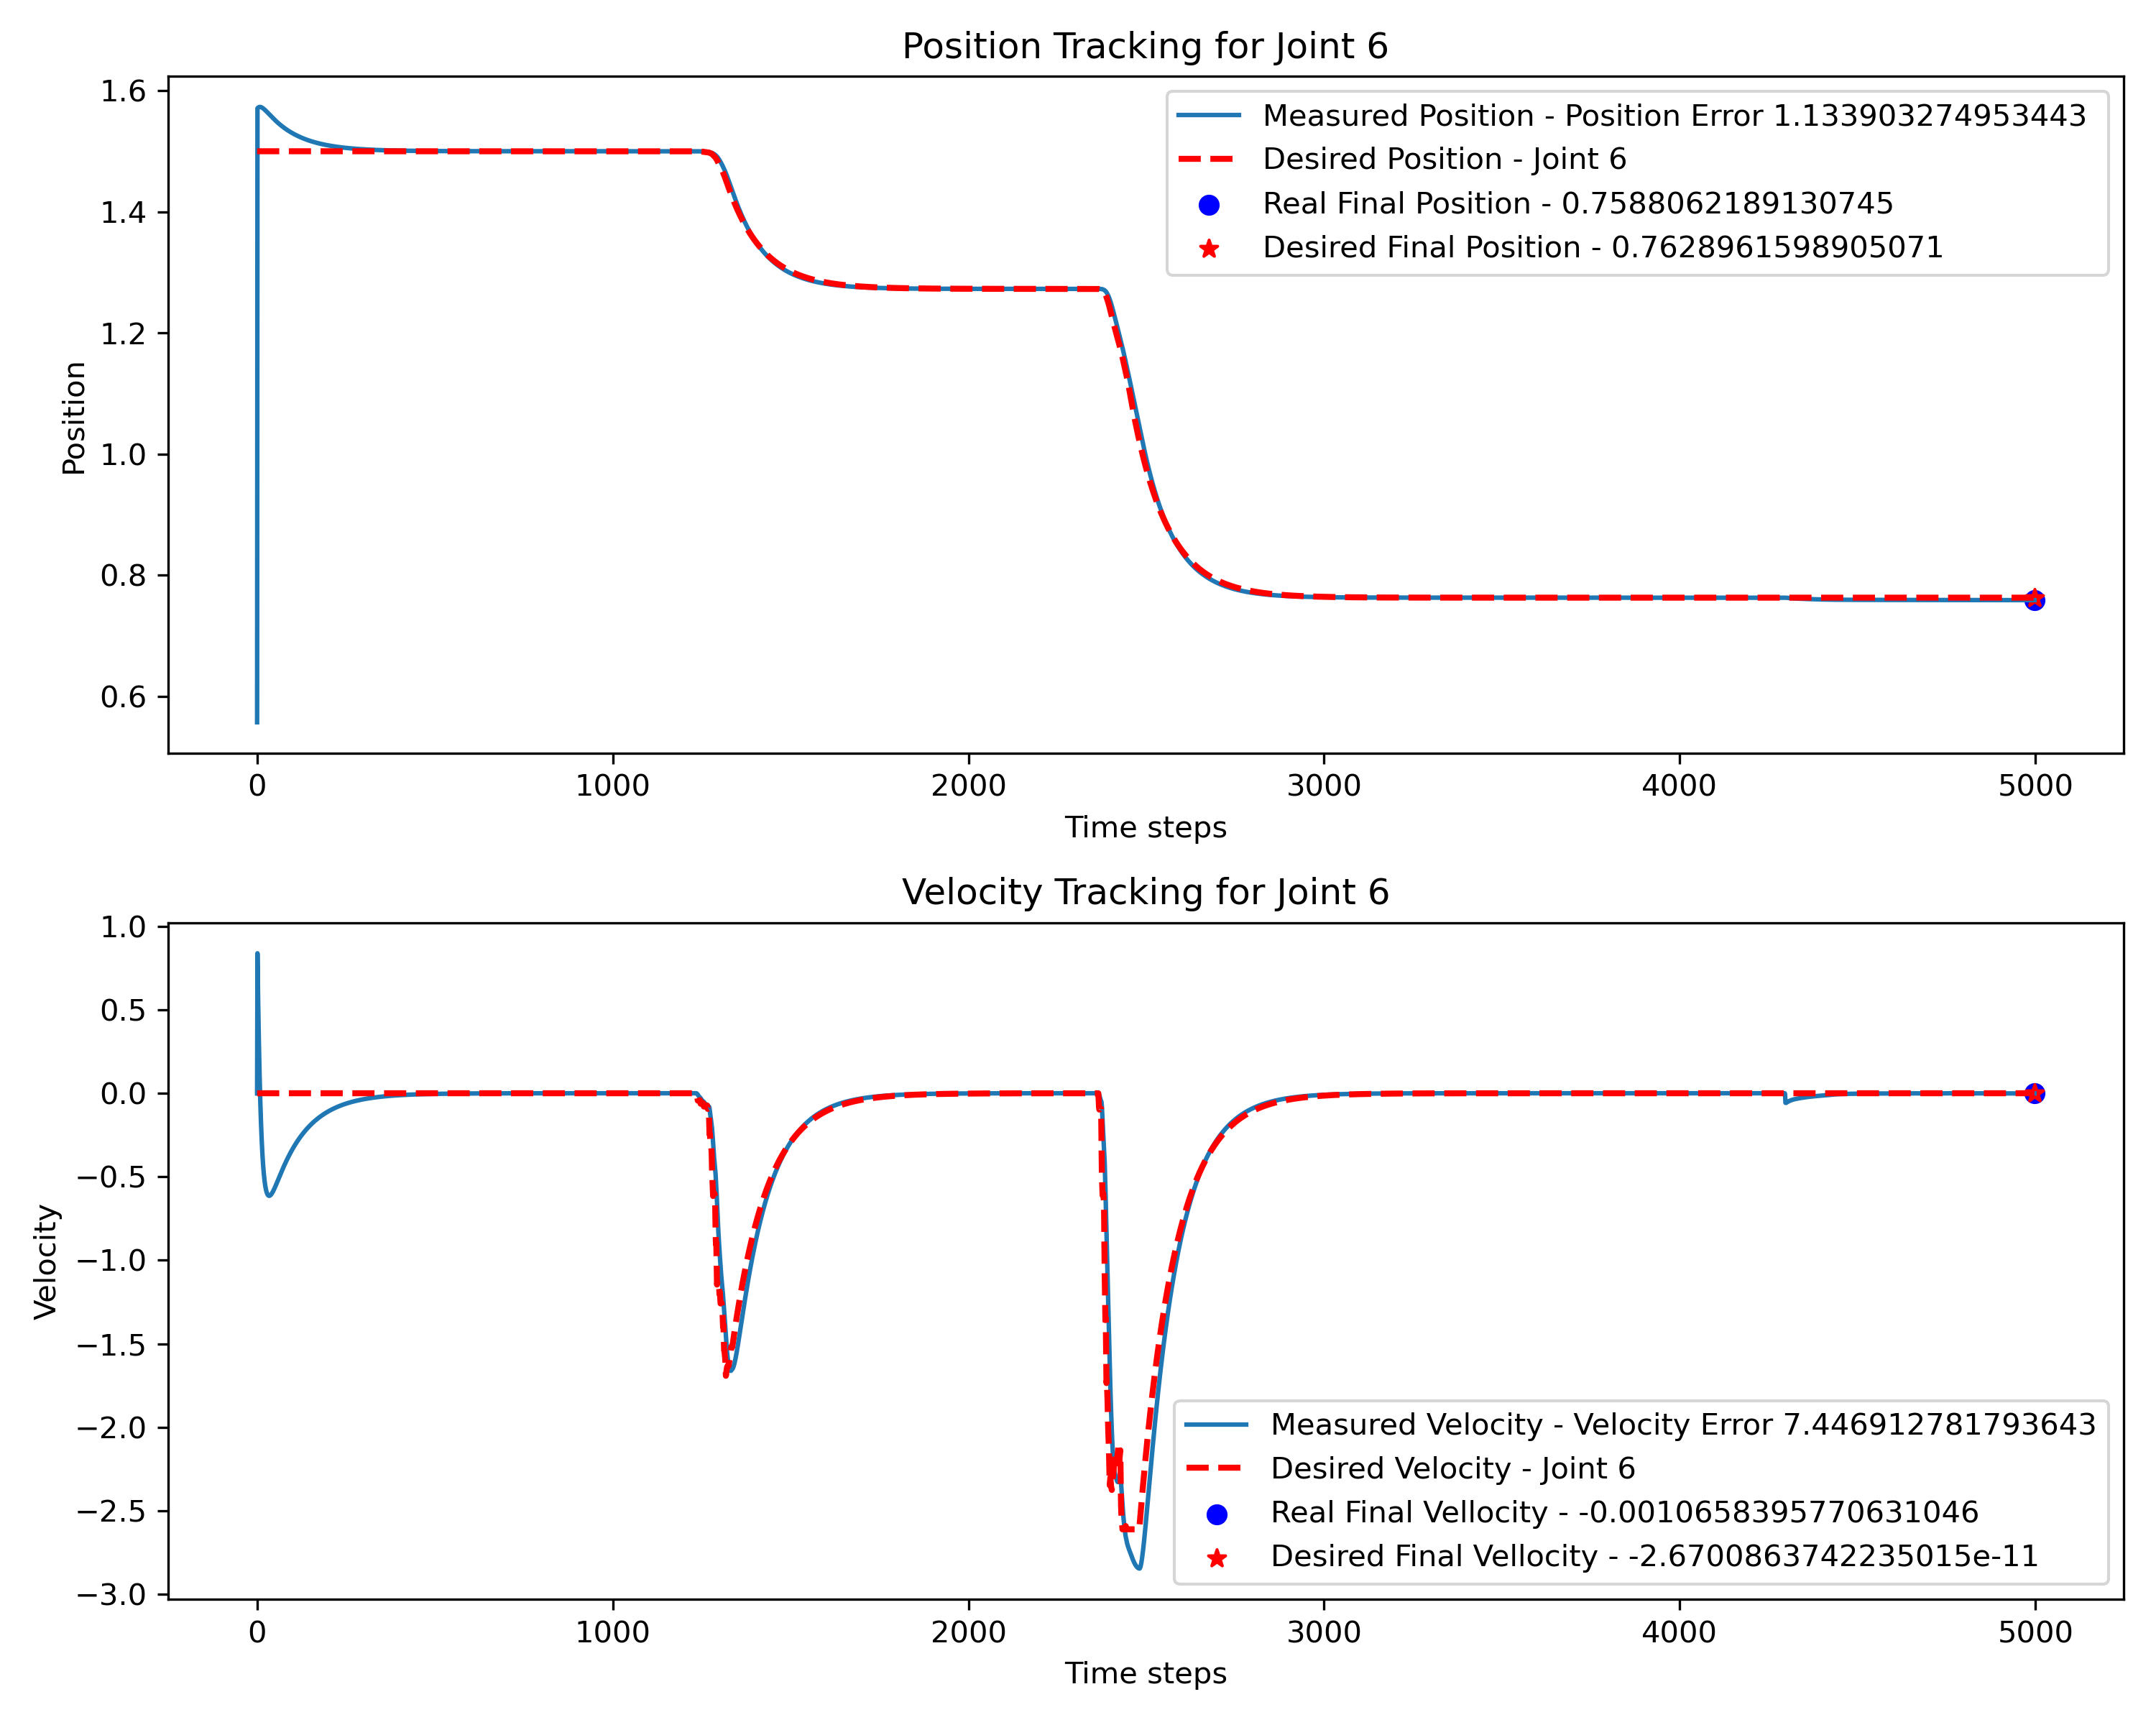 Position Tracking for Joint 6
1.6
1.4
1.2
1.0
0.8
0.6
Position
Measured Position - Position Error 1.133903274953443
Desired Position - Joint 6
Real Final Position - 0.7588062189130745
Desired Final Position - 0.7628961598905071
0 1000 2000 3000 4000 5000
Time steps
Velocity Tracking for Joint 6
1.0
0.5
0.0
−0.5
−1.0
−1.5
−2.0
−2.5
−3.0
Velocity
Measured Velocity - Velocity Error 7.446912781793643
Desired Velocity - Joint 6
Real Final Vellocity - -0.0010658395770631046
Desired Final Vellocity - -2.6700863742235015e-11
0 1000 2000 3000 4000 5000
Time steps